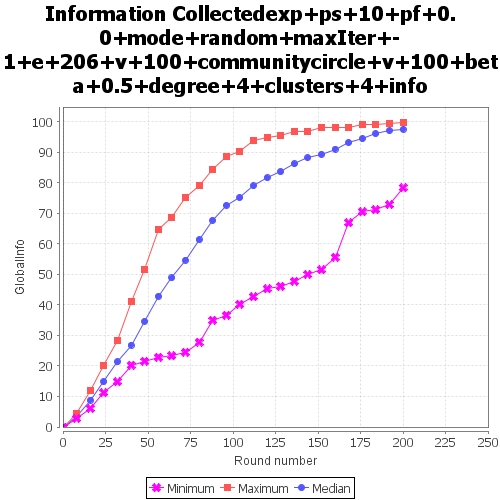 Information Collectedexp+ps+10+pf+0.
0+mode+random+maxIter+-
1+e+206+v+100+communitycircle+v+100+bet
a+0.5+degree+4+clusters+4+info
100
90
80
70
60
50
40
30
20
10
0
GlobalInfo
0 25 50 75 100 125 150 175 200 225 250
Round number
Minimum Maximum Median